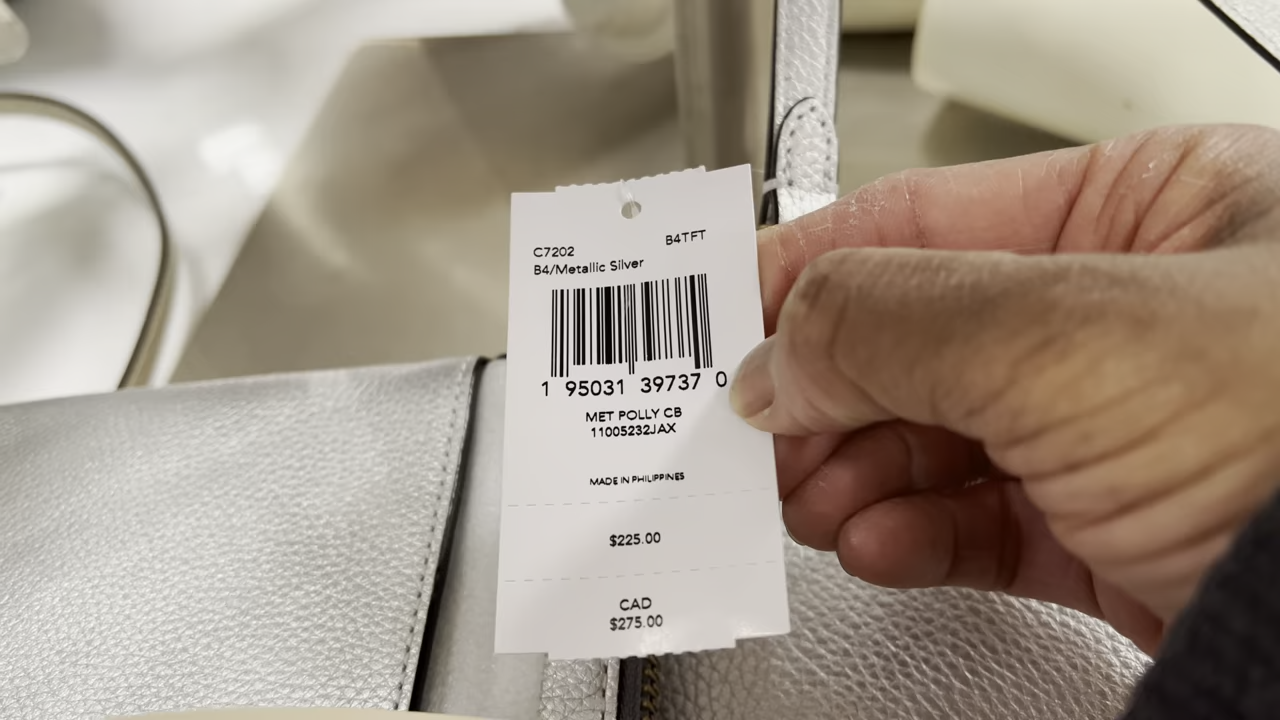 C7202 B4TFT
B4/Metallic Silver
1 95031 39737 0
MET POLLY CB
11005232JAX
MADE IN PHILIPPINES
$225.00
CAD
$275.00